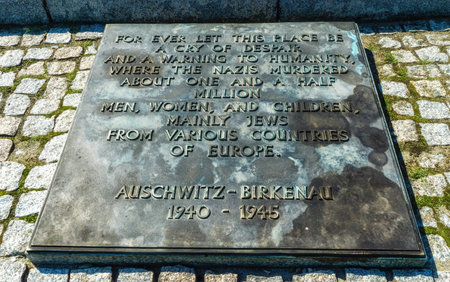 FOR EVER LET THIS PLACE BE
A CRY OF DESPAIR
AND A WARNING TO HUMANITY,
WHERE THE NAZIS MURDERED
ABOUT ONE AND A HALF
MILLION
MEN, WOMEN, AND CHILDREN,
MAINLY JEWS
FROM VARIOUS COUNTRIES
OF EUROPE.
AUSCHWITZ-BIRKENAU
1940 - 1945